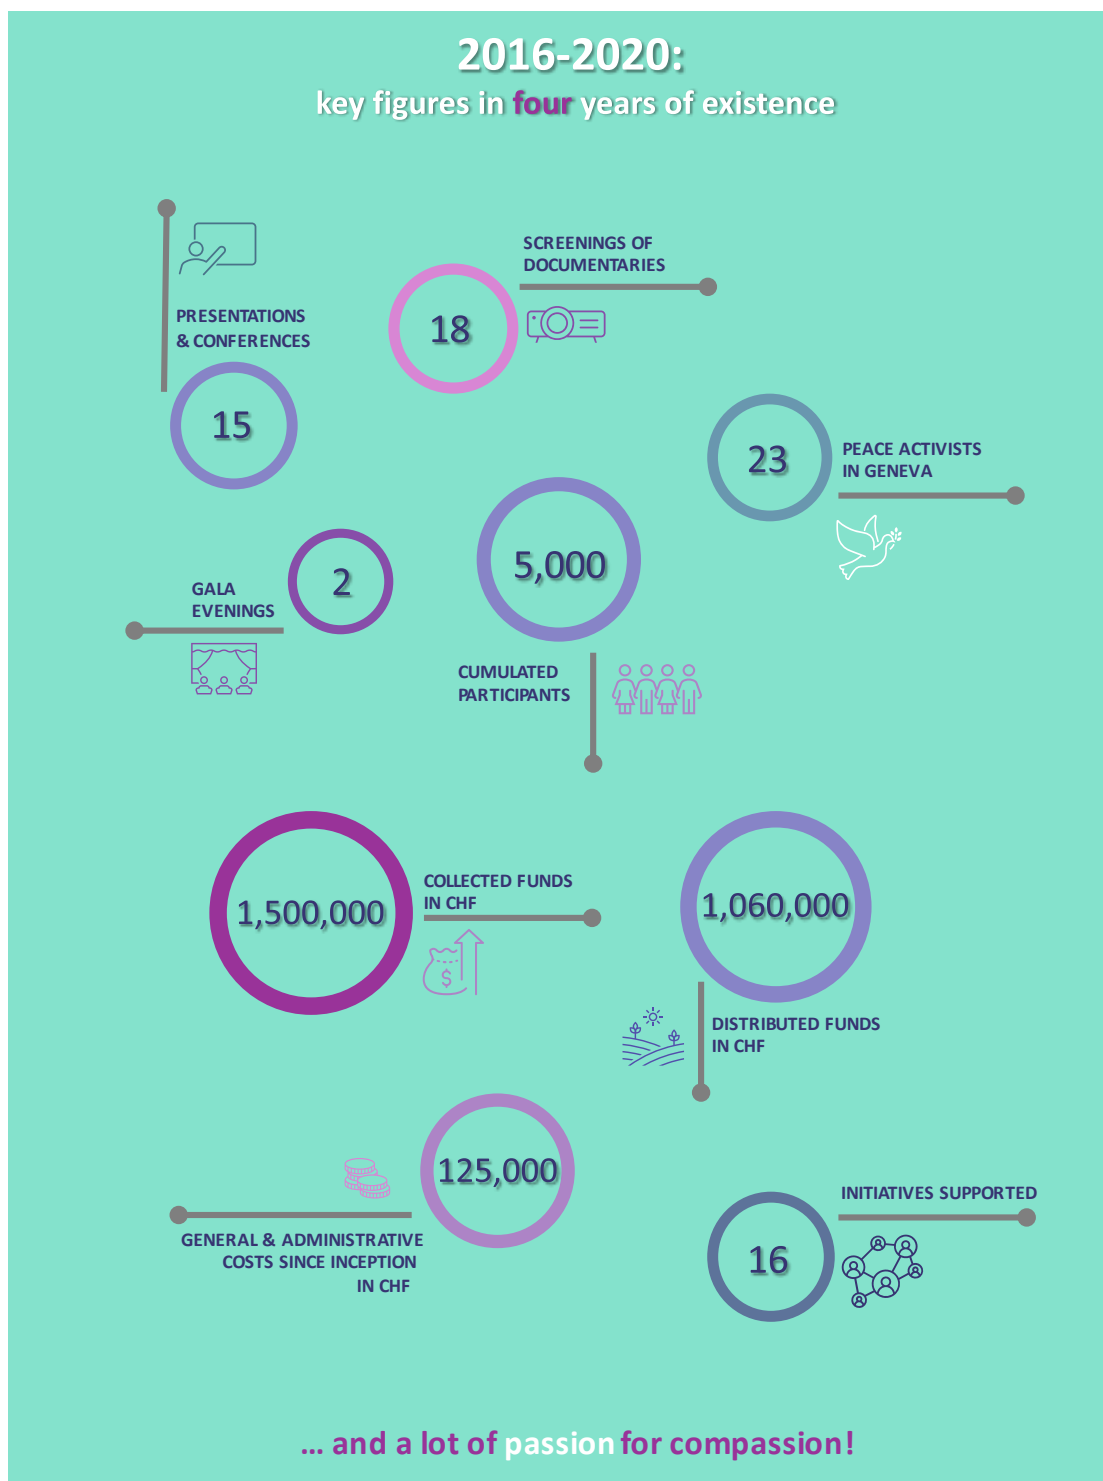 2016-2020:
key figures in four years of existence
PRESENTATIONS
& CONFERENCES
15
SCREENINGS OF
DOCUMENTARIES
18
23
PEACE ACTIVISTS
IN GENEVA
GALA
EVENINGS
2
5,000
CUMULATED
PARTICIPANTS
1,500,000
COLLECTED FUNDS
IN CHF
$
1,060,000
DISTRIBUTED FUNDS
IN CHF
125,000
GENERAL & ADMINISTRATIVE
COSTS SINCE INCEPTION
IN CHF
INITIATIVES SUPPORTED
16
... and a lot of passion for compassion!